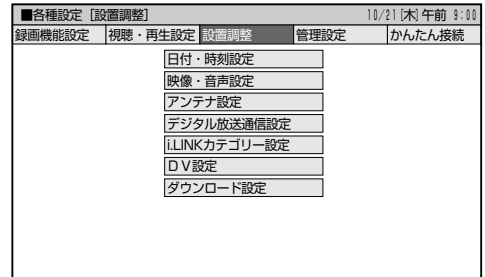 ■各種設定［設置調整］ 10/21［木］午前 9:00
録画機能設定 視聴・再生設定 設置調整 管理設定 かんたん接続
日付・時刻設定
映像・音声設定
アンテナ設定
デジタル放送通信設定
i.LINKカテゴリー設定
ＤＶ設定
ダウンロード設定